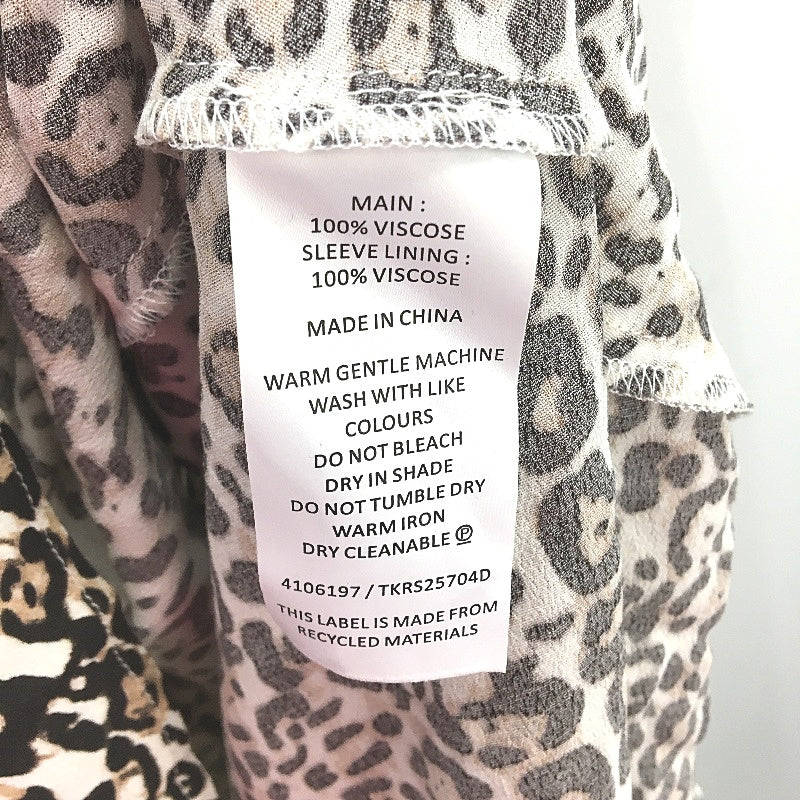 MAIN :
100% VISCOSE
SLEEVE LINING :
100% VISCOSE
MADE IN CHINA
WARM GENTLE MACHINE
WASH WITH LIKE
COLOURS
DO NOT BLEACH
DRY IN SHADE
DO NOT TUMBLE DRY
WARM IRON
DRY CLEANABLE Ⓟ
4106197 / TKRS25704D
THIS LABEL IS MADE FROM
RECYCLED MATERIALS